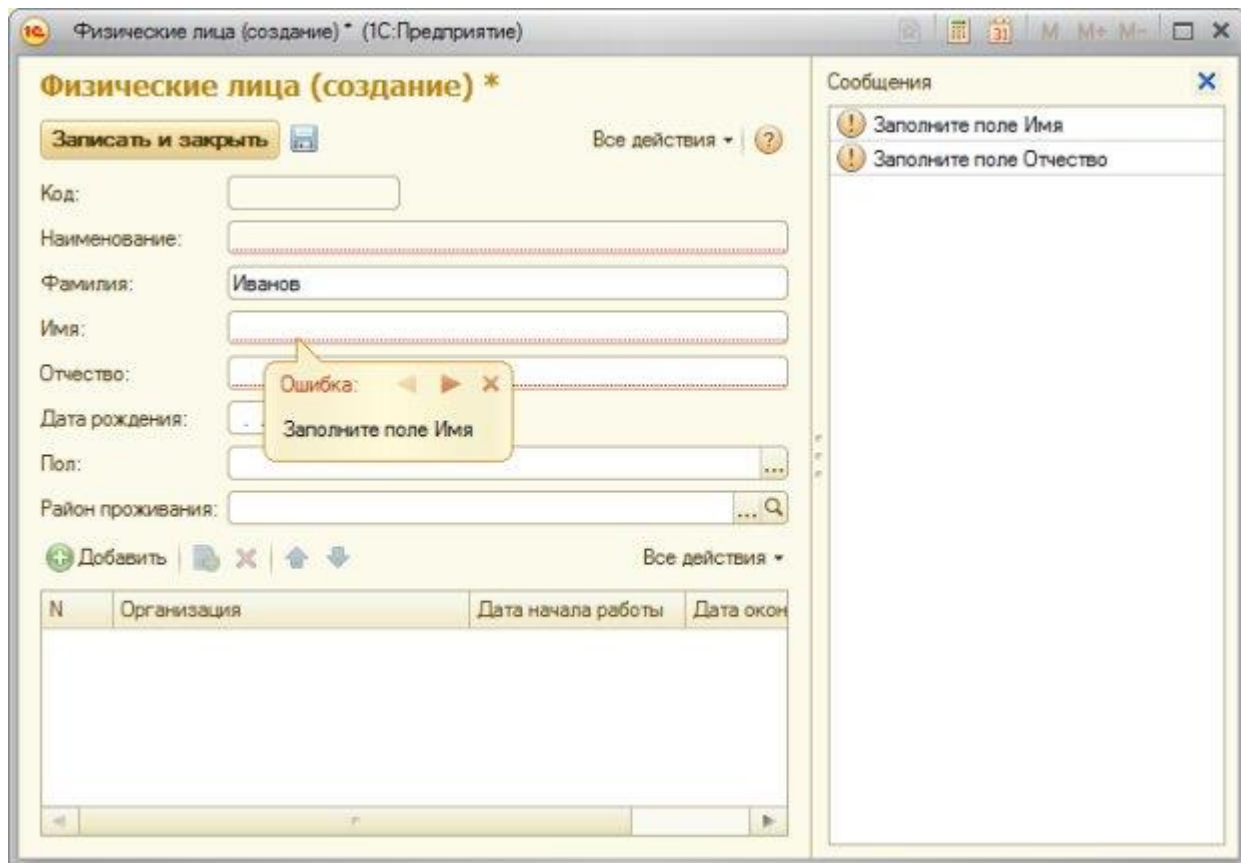 Физические лица (создание) * (1С:Предприятие)
M M+ M-
Физические лица (создание) *
Записать и закрыть
Все действия
Код:
Наименование:
Фамилия: Иванов
Имя:
Отчество:
Ошибка:
Заполните поле Имя
Дата рождения:
Пол:
Район проживания:
Добавить
Все действия
N Организация Дата начала работы Дата окон
Сообщения
Заполните поле Имя
Заполните поле Отчество